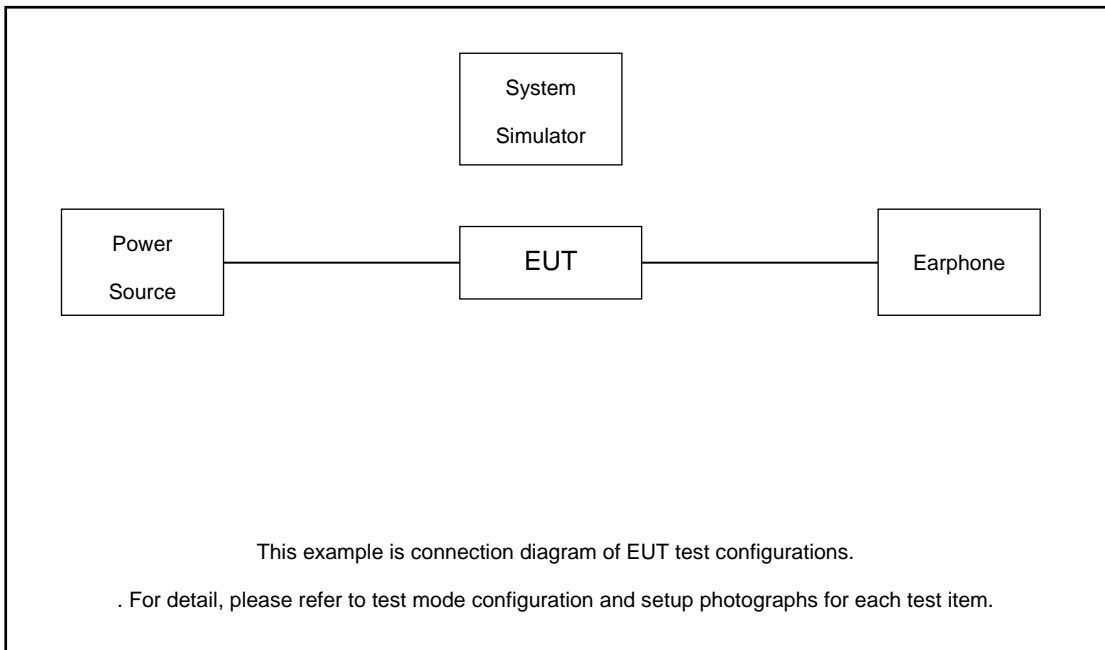 System
Simulator
Power
Source
EUT
Earphone
This example is connection diagram of EUT test configurations.
. For detail, please refer to test mode configuration and setup photographs for each test item.